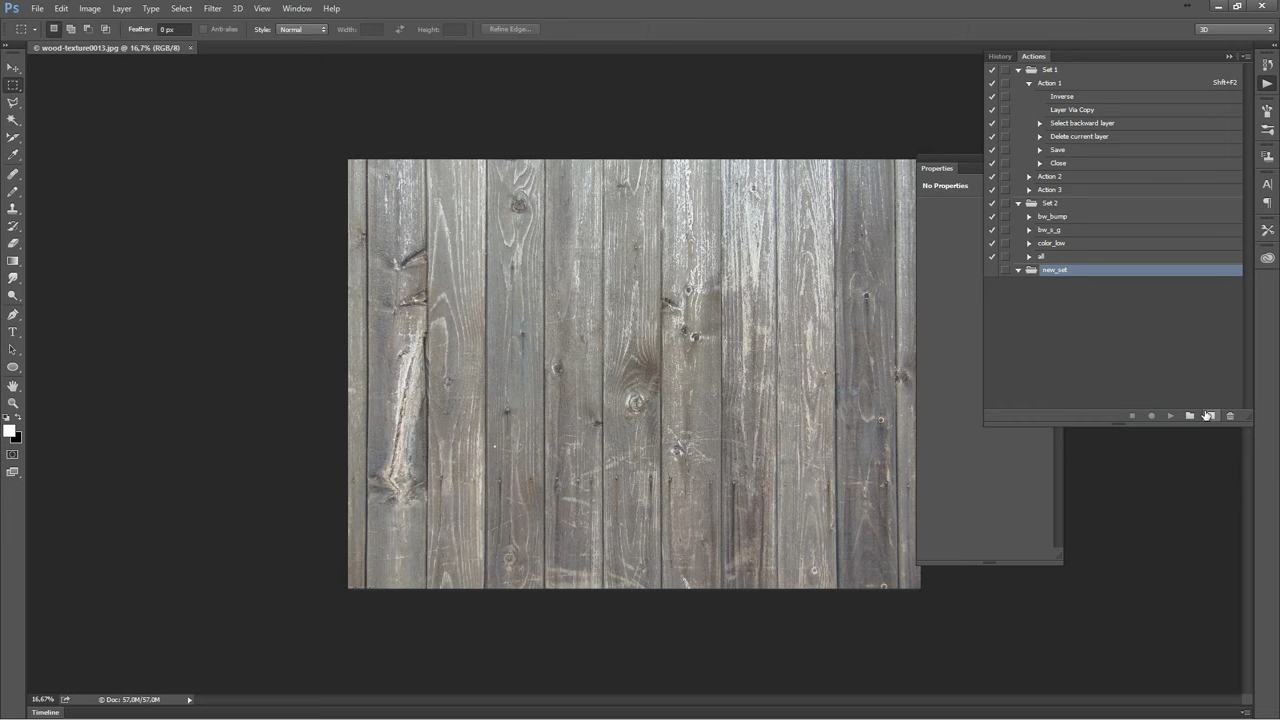 Ps File Edit Image Layer Type Select Filter 3D View Window Help
Feather: 0 px Anti-alias Style: Normal Width: Height: Refine Edge... 3D
© wood-texture0013.jpg @ 16,7% (RGB/8) ×
History Actions
Set 1
Action 1 Shft+F2
Inverse
Layer Via Copy
Select backward layer
Delete current layer
Save
Close
Action 2
Action 3
Set 2
bw_bump
bw_s_g
color_low
all
new_set
Properties
No Properties
16,67% Doc: 57,0M/57,0M
Timeline